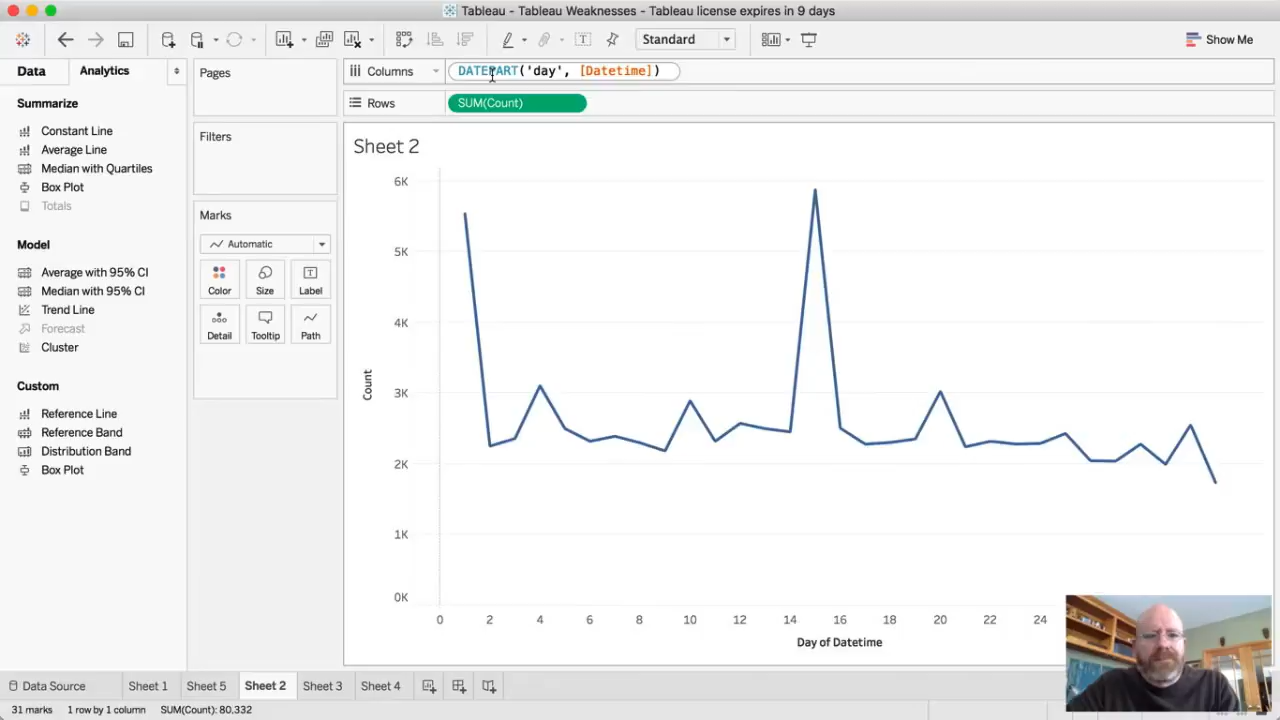 Tableau - Tableau Weaknesses - Tableau license expires in 9 days
Standard
Show Me
Data
Analytics
Pages
Columns
DATEPART('day', [Datetime])
Rows
SUM(Count)
Summarize
Constant Line
Average Line
Median with Quartiles
Box Plot
Totals
Model
Average with 95% CI
Median with 95% CI
Trend Line
Forecast
Cluster
Custom
Reference Line
Reference Band
Distribution Band
Box Plot
Filters
Marks
Automatic
Color
Size
Label
Detail
Tooltip
Path
Sheet 2
6K
5K
4K
3K
2K
1K
0K
Count
0 2 4 6 8 10 12 14 16 18 20 22 24
Day of Datetime
Data Source
Sheet 1
Sheet 5
Sheet 2
Sheet 3
Sheet 4
31 marks
1 row by 1 column
SUM(Count): 80,332